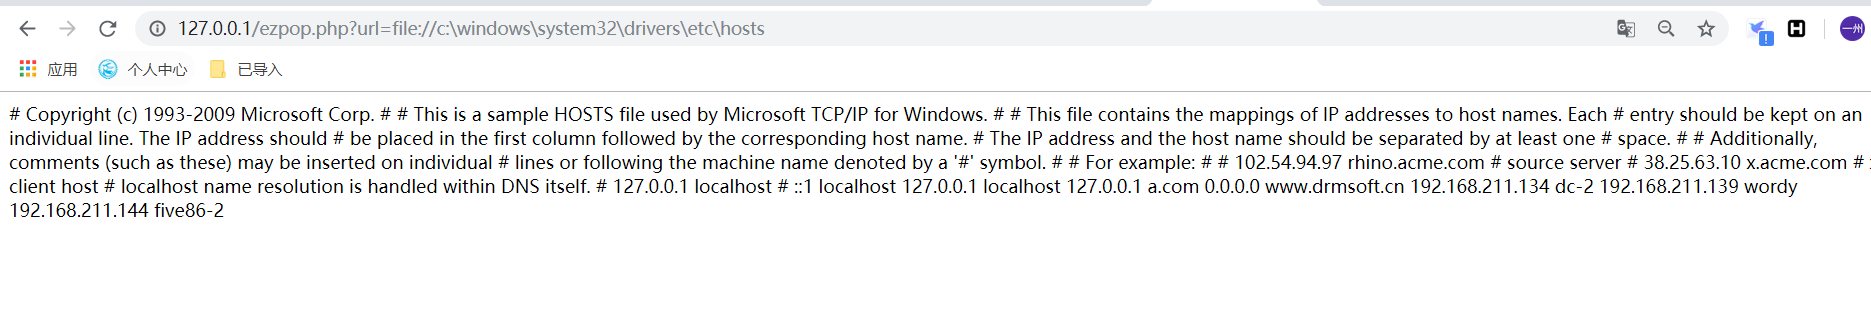 127.0.0.1/ezpop.php?url=file://c:\windows\system32\drivers\etc\hosts
一州
应用 个人中心 已导入
# Copyright (c) 1993-2009 Microsoft Corp. # # This is a sample HOSTS file used by Microsoft TCP/IP for Windows. # # This file contains the mappings of IP addresses to host names. Each # entry should be kept on an
individual line. The IP address should # be placed in the first column followed by the corresponding host name. # The IP address and the host name should be separated by at least one # space. # # Additionally,
comments (such as these) may be inserted on individual # lines or following the machine name denoted by a '#' symbol. # # For example: # # 102.54.94.97 rhino.acme.com # source server # 38.25.63.10 x.acme.com #
client host # localhost name resolution is handled within DNS itself. # 127.0.0.1 localhost # ::1 localhost 127.0.0.1 localhost 127.0.0.1 a.com 0.0.0.0 www.drmsoft.cn 192.168.211.134 dc-2 192.168.211.139 wordy
192.168.211.144 five86-2